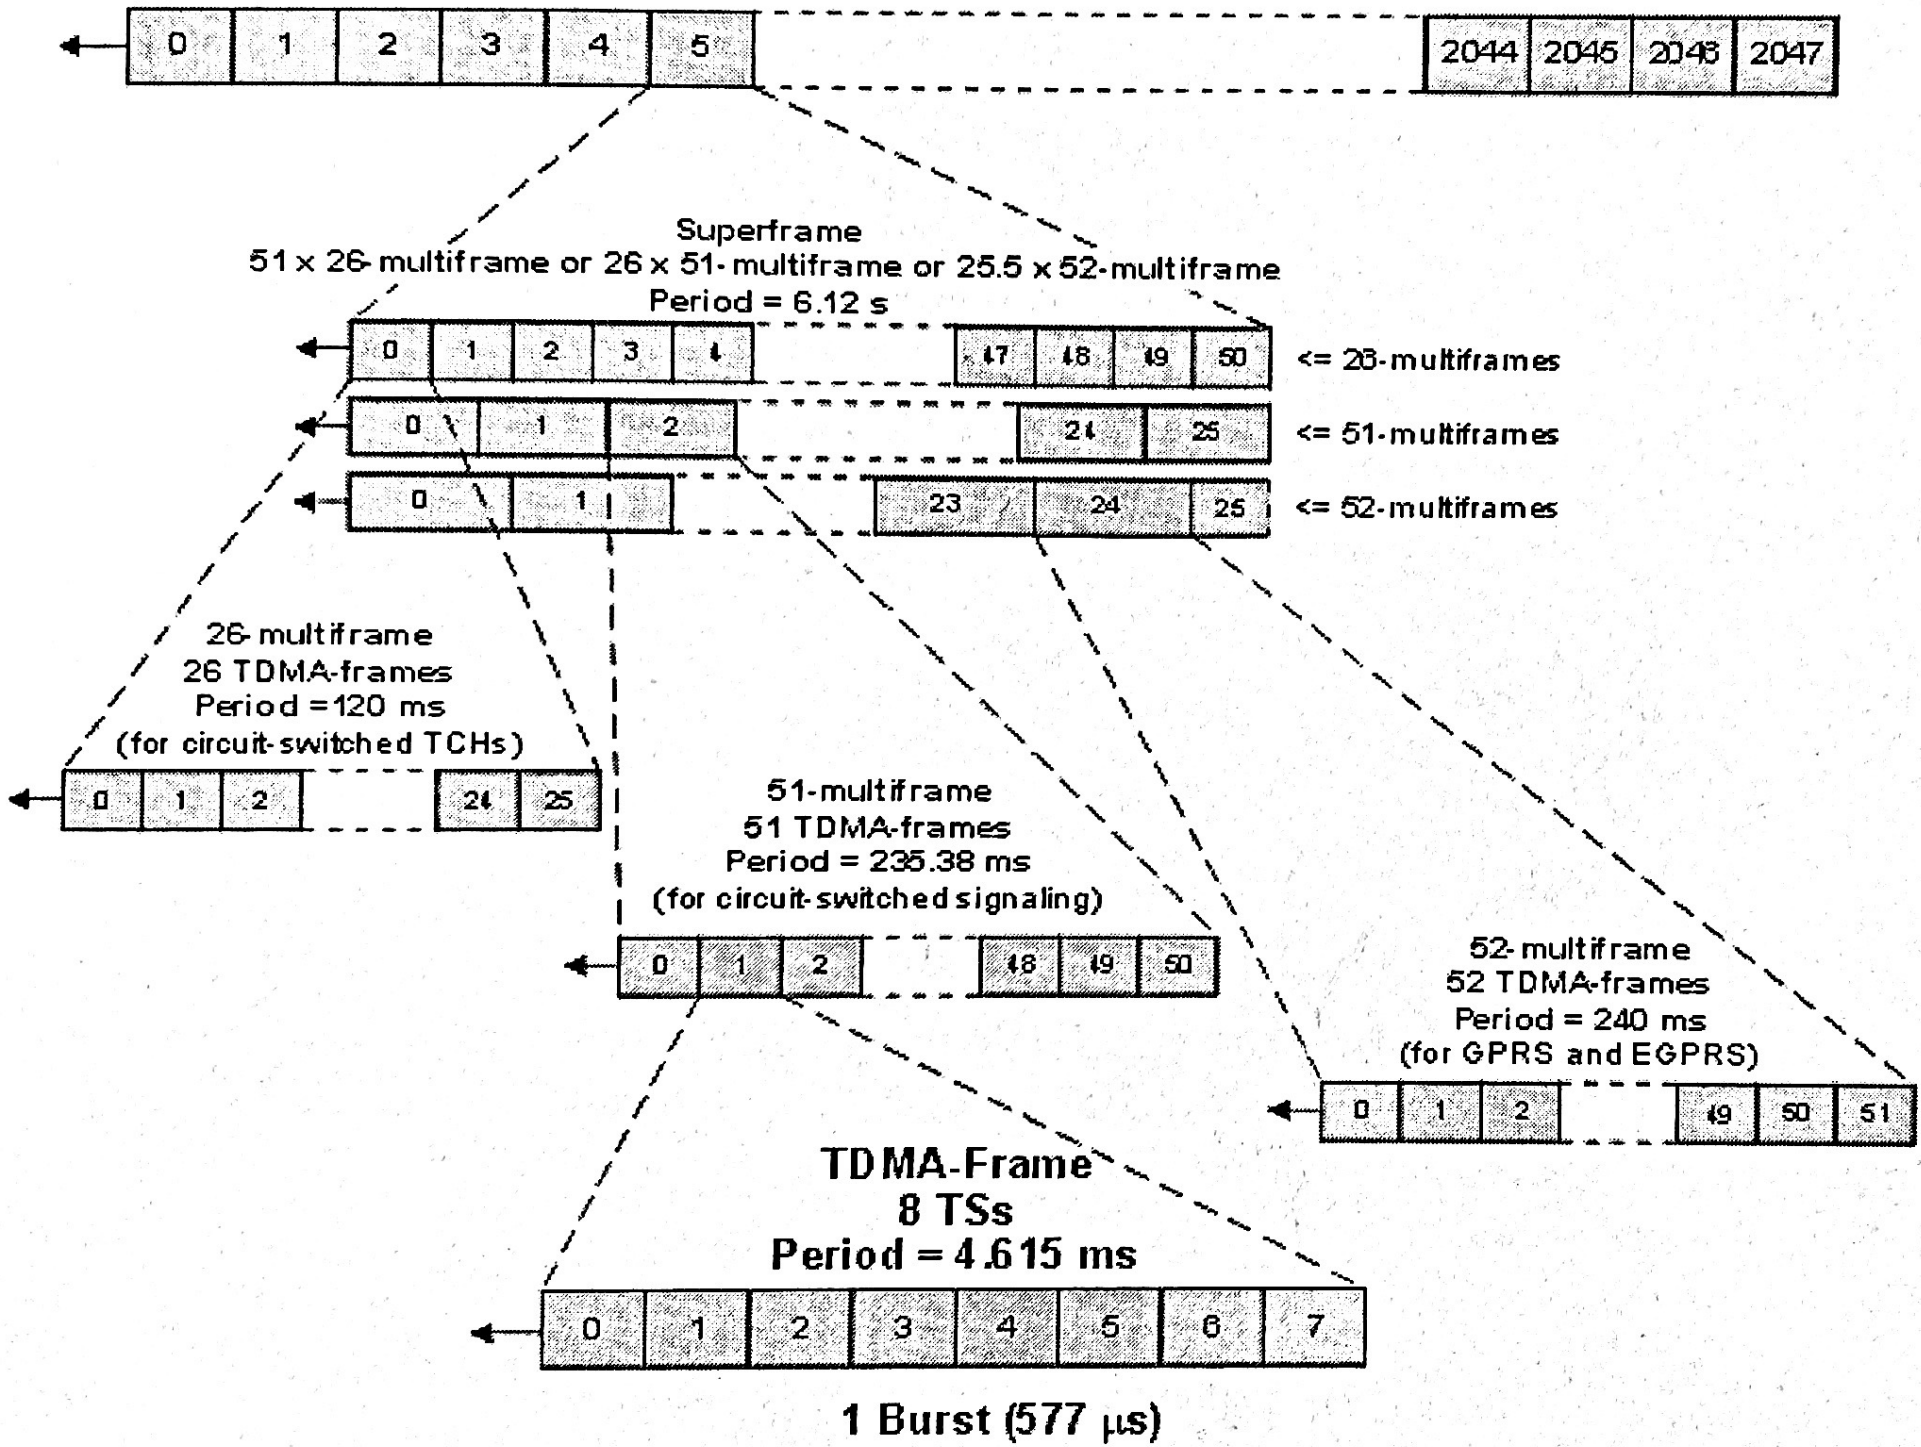 0 1 2 3 4 5 2044 2045 2046 2047
Superframe
51 x 26-multiframe or 26 x 51-multiframe or 25.5 x 52-multiframe
Period = 6.12 s
0 1 2 3 4 47 48 49 50 <= 26-multiframes
0 1 2 24 25 <= 51-multiframes
0 1 23 24 25 <= 52-multiframes
26-multiframe
26 TDMA-frames
Period =120 ms
(for circuit-switched TCHs)
0 1 2 24 25
51-multiframe
51 TDMA-frames
Period = 235.38 ms
(for circuit-switched signaling)
0 1 2 48 49 50
52-multiframe
52 TDMA-frames
Period = 240 ms
(for GPRS and EGPRS)
0 1 2 49 50 51
TDMA-Frame
8 TSs
Period = 4.615 ms
0 1 2 3 4 5 6 7
1 Burst (577 µs)